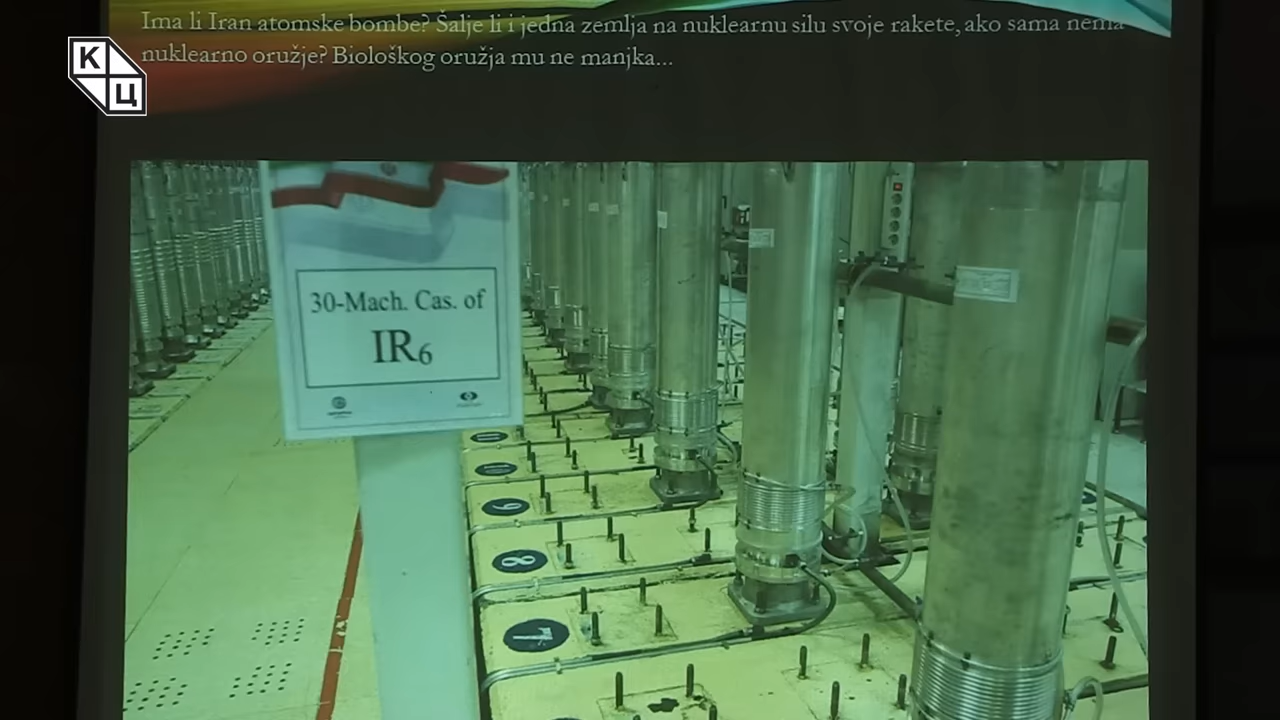 Ima li Iran atomske bombe? Šalje li i jedna zemlja na nuklearnu silu svoje rakete, ako sama nema
nuklearno oružje? Biološkog oružja mu ne manjka...
К
Ц
30-Mach. Cas. of
IR6
9
8
7